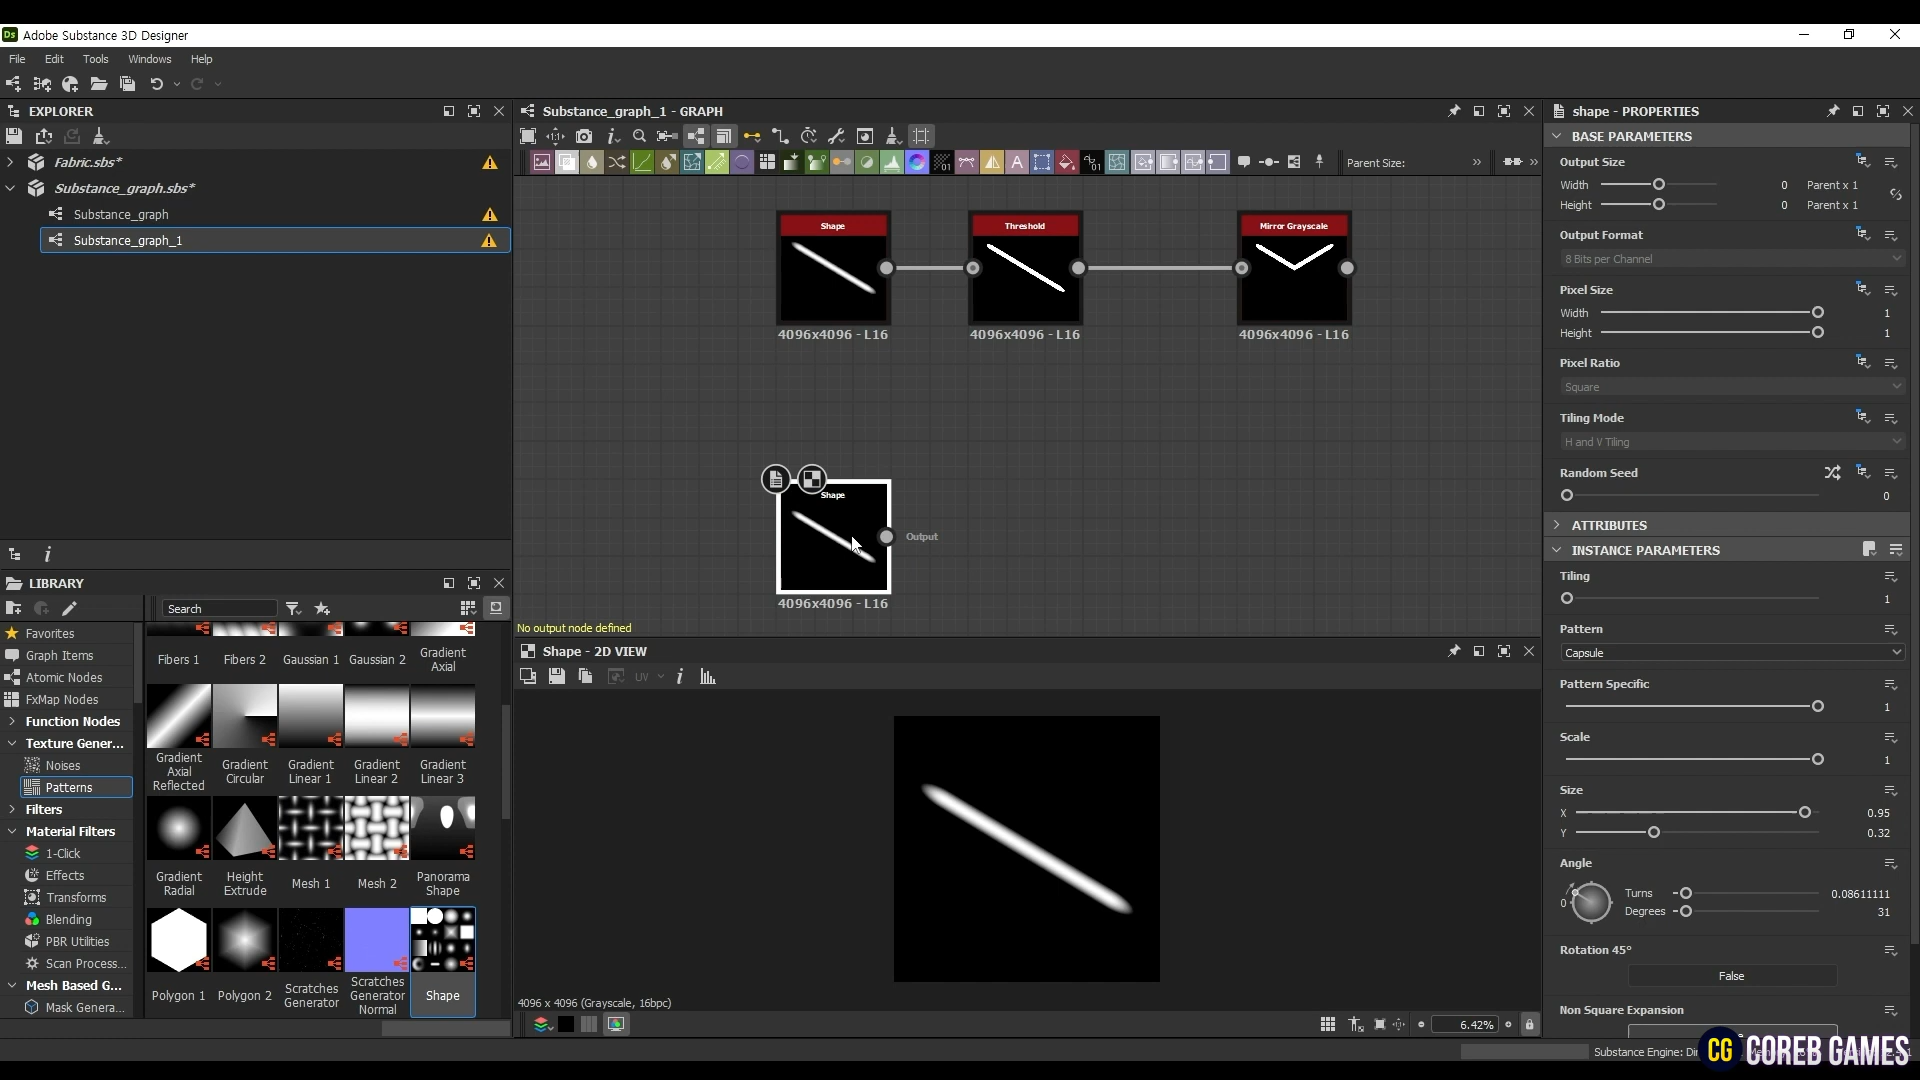 Ds Adobe Substance 3D Designer
File Edit Tools Windows Help
EXPLORER
Fabric.sbs*
Substance_graph.sbs*
Substance_graph
Substance_graph_1
LIBRARY
Search
Favorites
Graph Items
Atomic Nodes
FxMap Nodes
Function Nodes
Texture Gener...
Noises
Patterns
Filters
Material Filters
1-Click
Effects
Transforms
Blending
PBR Utilities
Scan Process...
Mesh Based G...
Mask Genera...
Fibers 1 Fibers 2 Gaussian 1 Gaussian 2 Gradient Axial
Gradient Axial Reflected Gradient Circular Gradient Linear 1 Gradient Linear 2 Gradient Linear 3
Gradient Radial Height Extrude Mesh 1 Mesh 2 Panorama Shape
Polygon 1 Polygon 2 Scratches Generator Scratches Generator Normal Shape
Substance_graph_1 - GRAPH
Parent Size:
Shape Threshold Mirror Grayscale
4096x4096 - L16 4096x4096 - L16 4096x4096 - L16
Shape
Output
4096x4096 - L16
No output node defined
Shape - 2D VIEW
UV
4096 x 4096 (Grayscale, 16bpc)
6.42%
shape - PROPERTIES
BASE PARAMETERS
Output Size
Width 0 Parent x 1
Height 0 Parent x 1
Output Format
8 Bits per Channel
Pixel Size
Width 1
Height 1
Pixel Ratio
Square
Tiling Mode
H and V Tiling
Random Seed
0
ATTRIBUTES
INSTANCE PARAMETERS
Tiling
1
Pattern
Capsule
Pattern Specific
1
Scale
1
Size
X 0.95
Y 0.32
Angle
0 Turns 0.08611111
Degrees 31
Rotation 45°
False
Non Square Expansion
Substance Engine:
CG COREB GAMES